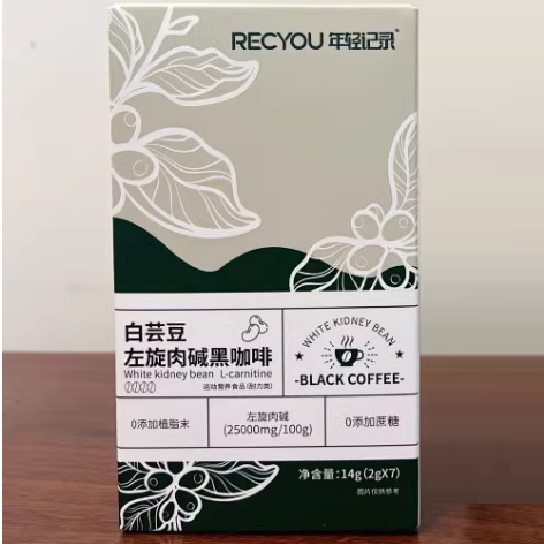 RECYOU 年轻记录
白芸豆
左旋肉碱黑咖啡
White kidney bean L-carnitine
运动营养食品(耐力类)
WHITE KIDNEY BEAN
-BLACK COFFEE-
0添加植脂末
左旋肉碱
(25000mg/100g)
0添加蔗糖
净含量:14g(2gX7)
图片仅供参考